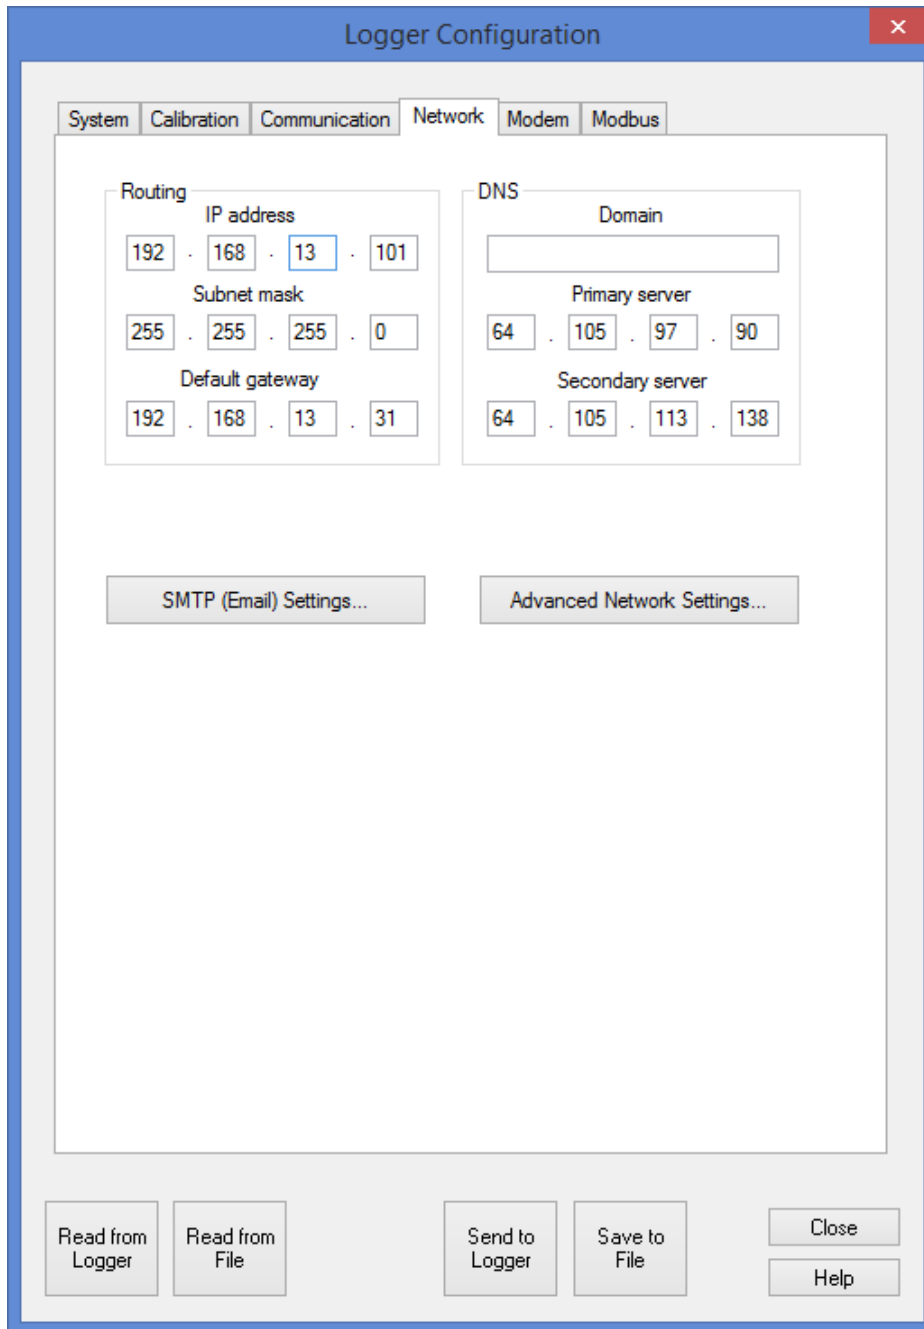 Logger Configuration
System Calibration Communication Network Modem Modbus
Routing
IP address
192 . 168 . 13 . 101
Subnet mask
255 . 255 . 255 . 0
Default gateway
192 . 168 . 13 . 31
DNS
Domain
Primary server
64 . 105 . 97 . 90
Secondary server
64 . 105 . 113 . 138
SMTP (Email) Settings...
Advanced Network Settings...
Read from
Logger
Read from
File
Send to
Logger
Save to
File
Close
Help